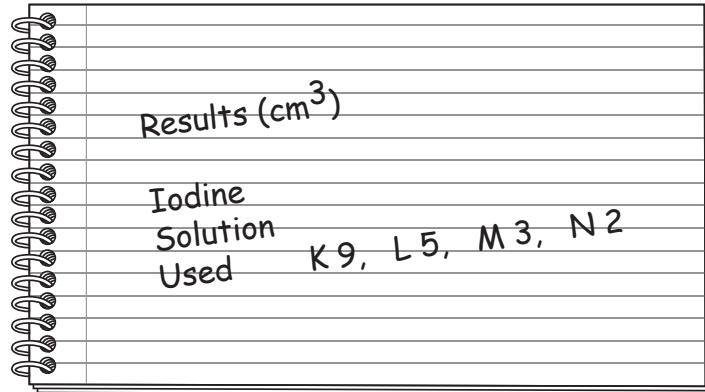 Results (cm³)
Iodine
Solution
Used K 9, L 5, M 3, N 2